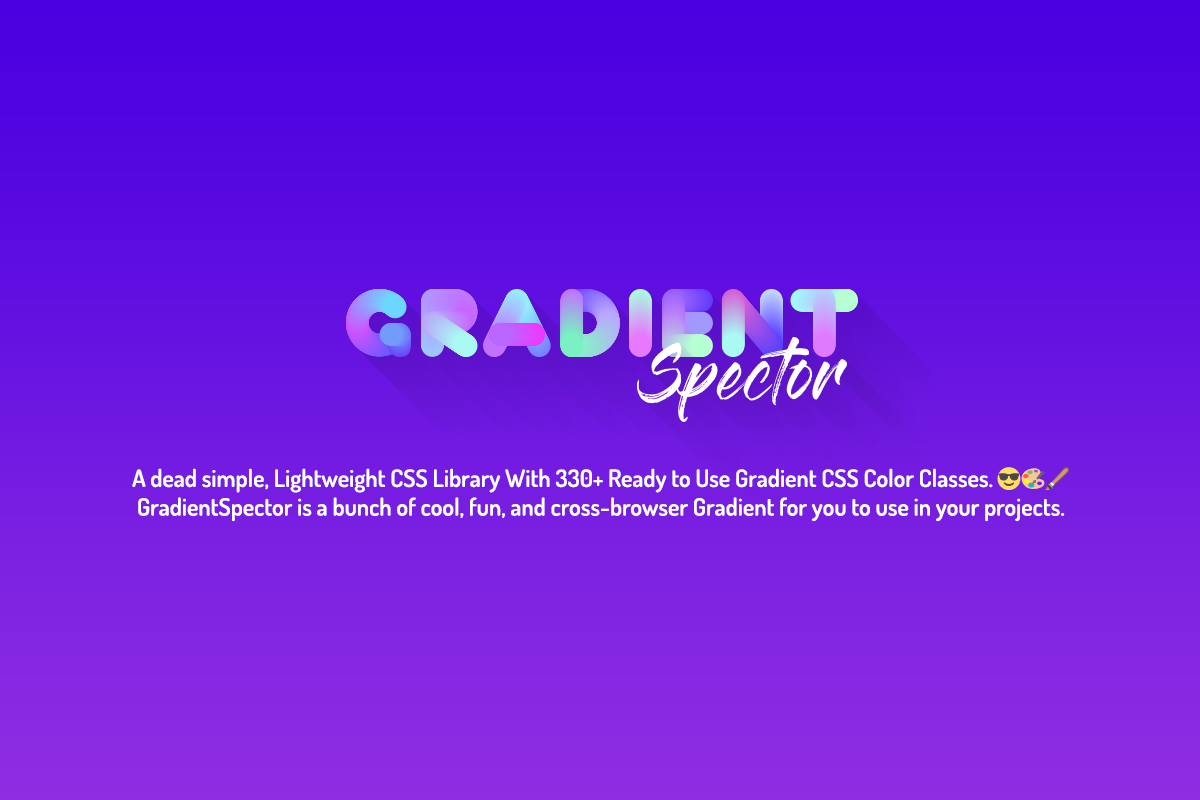 GRADIENT
Spector
A dead simple, Lightweight CSS Library With 330+ Ready to Use Gradient CSS Color Classes. 😎🎨🖌️
GradientSpector is a bunch of cool, fun, and cross-browser Gradient for you to use in your projects.